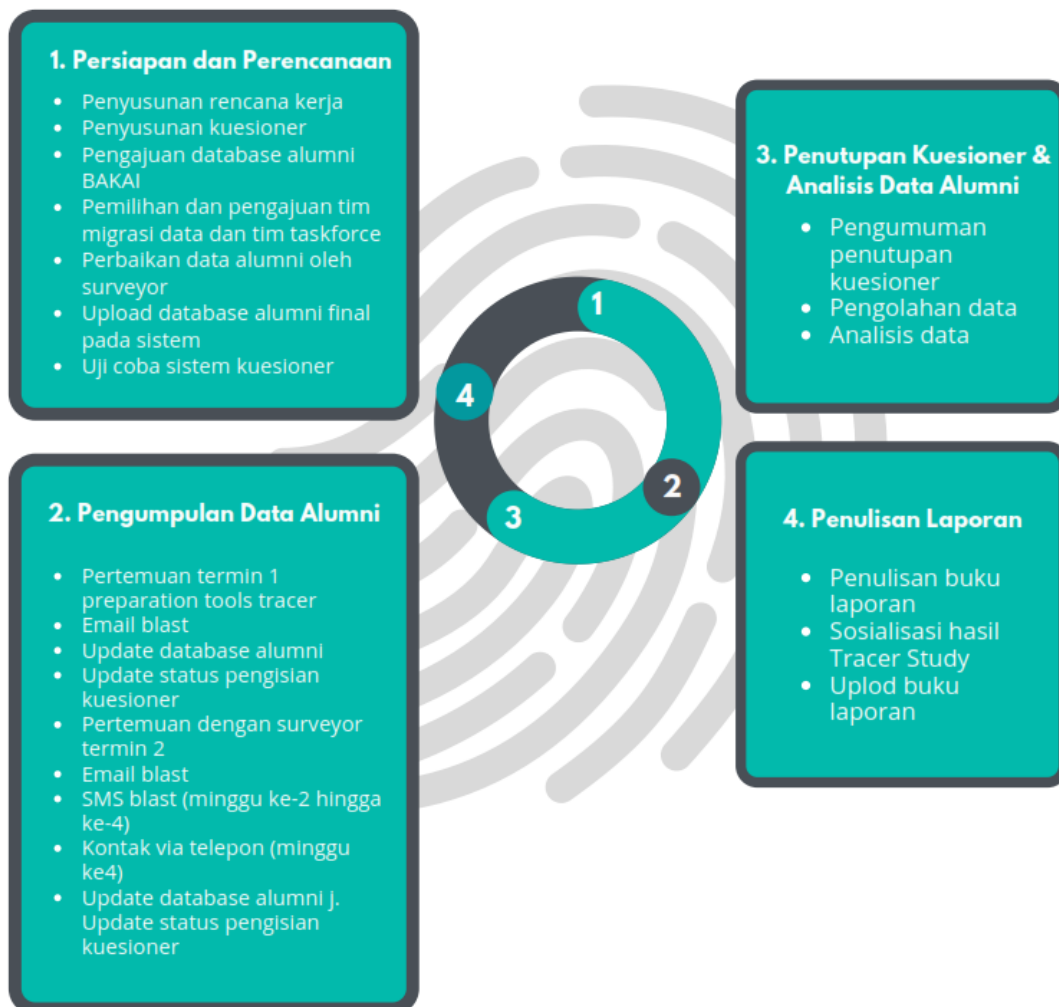 1. Persiapan dan Perencanaan
• Penyusunan rencana kerja
• Penyusunan kuesioner
• Pengajuan database alumni
BAKAI
• Pemilihan dan pengajuan tim
migrasi data dan tim taskforce
• Perbaikan data alumni oleh
surveyor
• Upload database alumni final
pada sistem
• Uji coba sistem kuesioner
2. Pengumpulan Data Alumni
• Pertemuan termin 1
preparation tools tracer
• Email blast
• Update database alumni
• Update status pengisian
kuesioner
• Pertemuan dengan surveyor
termin 2
• Email blast
• SMS blast (minggu ke-2 hingga
ke-4)
• Kontak via telepon (minggu
ke4)
• Update database alumni j.
Update status pengisian
kuesioner
1
2
3
4
3. Penutupan Kuesioner &
Analisis Data Alumni
• Pengumuman
penutupan
kuesioner
• Pengolahan data
• Analisis data
4. Penulisan Laporan
• Penulisan buku
laporan
• Sosialisasi hasil
Tracer Study
• Uplod buku
laporan